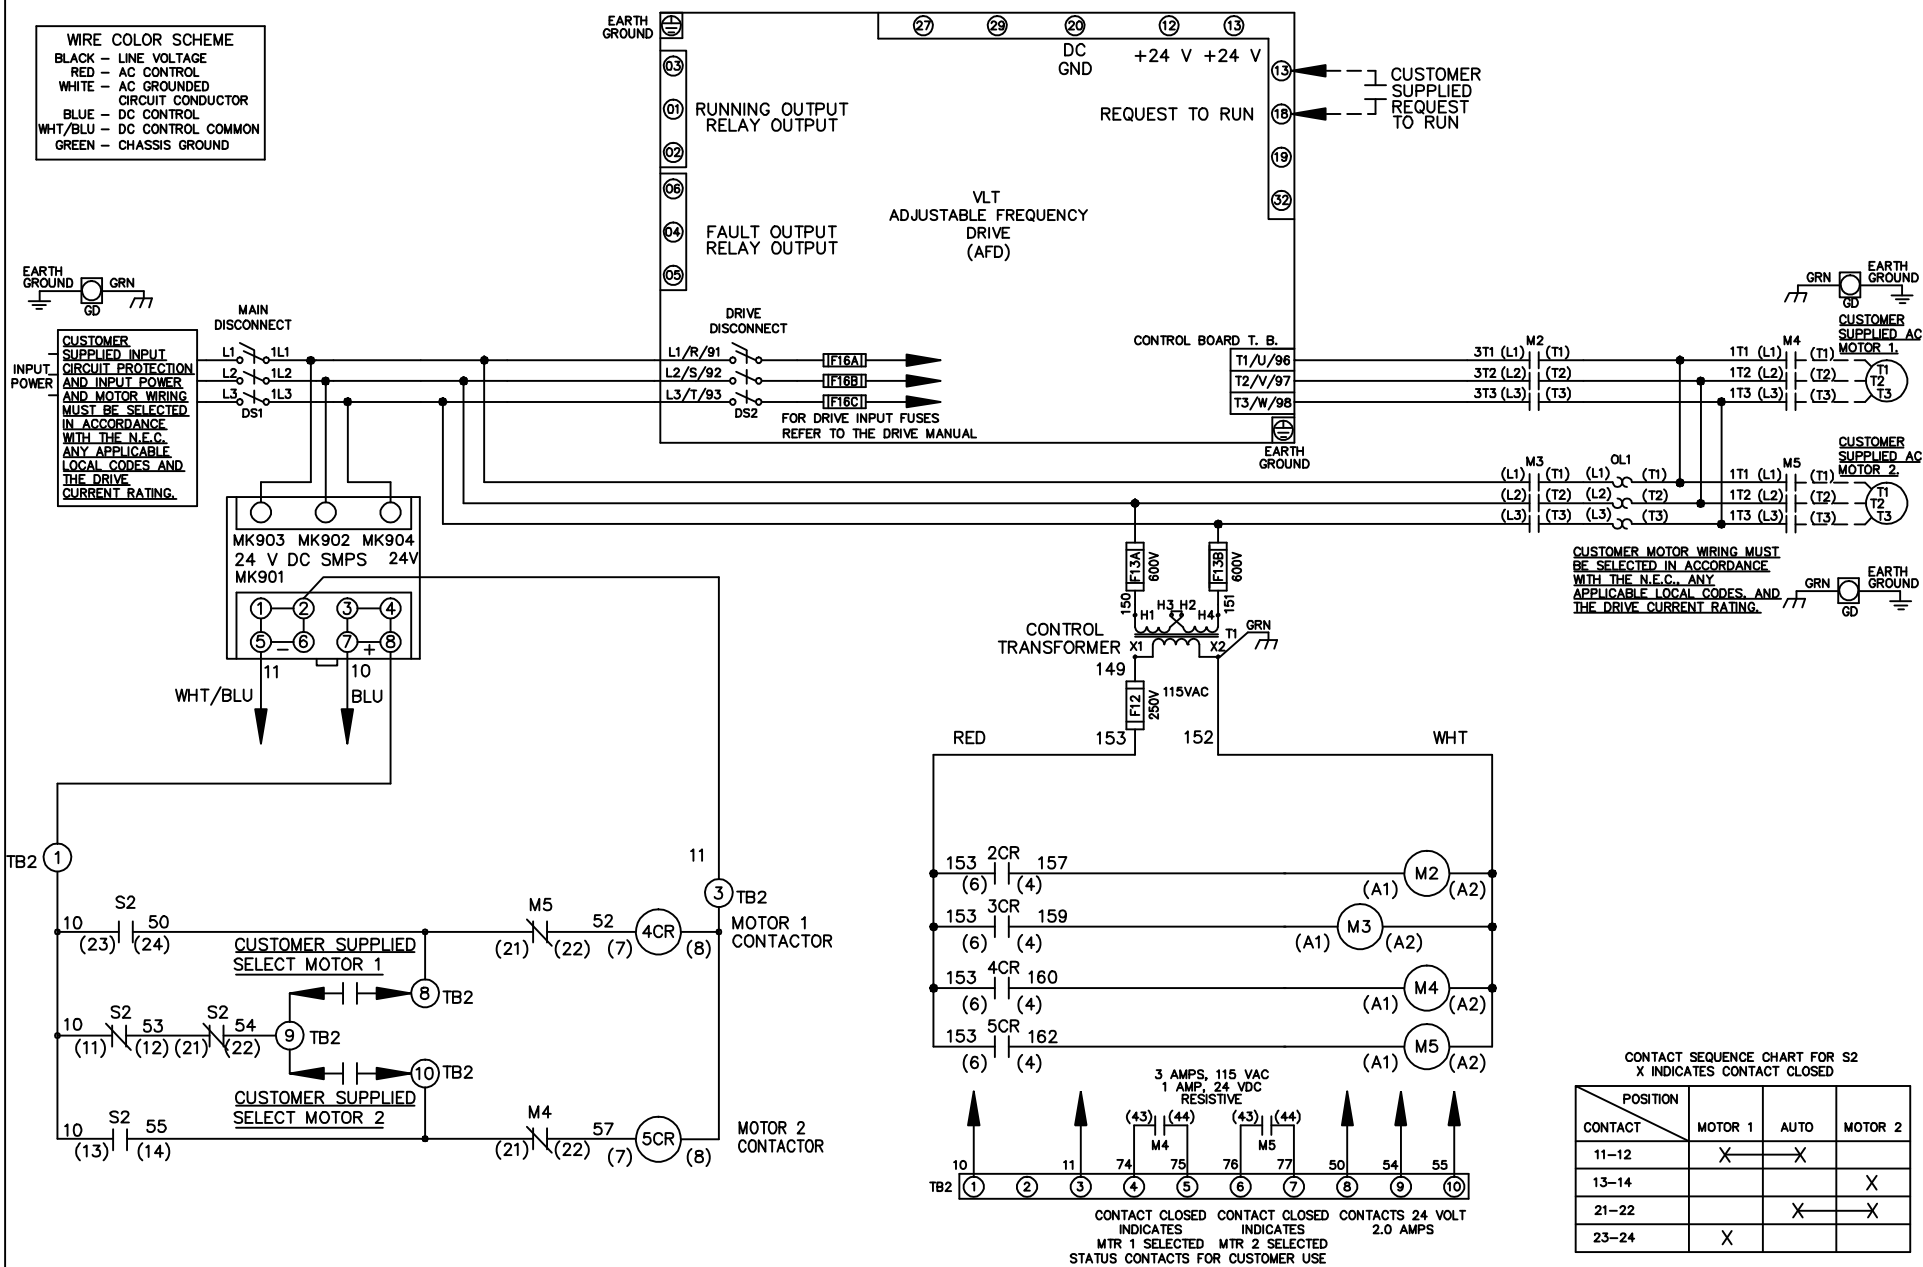 WIRE COLOR SCHEME
BLACK – LINE VOLTAGE
RED – AC CONTROL
WHITE – AC GROUNDED
CIRCUIT CONDUCTOR
BLUE – DC CONTROL
WHT/BLU – DC CONTROL COMMON
GREEN – CHASSIS GROUND
EARTH
GROUND
27 29 20 12 13
DC
GND
+24 V +24 V
03
01
02
RUNNING OUTPUT
RELAY OUTPUT
06
04
05
FAULT OUTPUT
RELAY OUTPUT
VLT
ADJUSTABLE FREQUENCY
DRIVE
(AFD)
REQUEST TO RUN
13
18
19
32
CUSTOMER
SUPPLIED
REQUEST
TO RUN
EARTH
GROUND
GRN
GD
INPUT
POWER
CUSTOMER
SUPPLIED INPUT
CIRCUIT PROTECTION
AND INPUT POWER
AND MOTOR WIRING
MUST BE SELECTED
IN ACCORDANCE
WITH THE N.E.C.
ANY APPLICABLE
LOCAL CODES AND
THE DRIVE
CURRENT RATING.
MAIN
DISCONNECT
L1 1L1
L2 1L2
L3 1L3
DS1
DRIVE
DISCONNECT
L1/R/91 F16A
L2/S/92 F16B
L3/T/93 F16C
DS2
FOR DRIVE INPUT FUSES
REFER TO THE DRIVE MANUAL
CONTROL BOARD T. B.
T1/U/96
T2/V/97
T3/W/98
EARTH
GROUND
M2
3T1 (L1) (T1)
3T2 (L2) (T2)
3T3 (L3) (T3)
M4
1T1 (L1) (T1)
1T2 (L2) (T2)
1T3 (L3) (T3)
GRN
GD
EARTH
GROUND
CUSTOMER
SUPPLIED AC
MOTOR 1.
T1
T2
T3
M3 OL1
(L1) (T1) (L1) (T1)
(L2) (T2) (L2) (T2)
(L3) (T3) (L3) (T3)
M5
1T1 (L1) (T1)
1T2 (L2) (T2)
1T3 (L3) (T3)
CUSTOMER
SUPPLIED AC
MOTOR 2.
T1
T2
T3
CUSTOMER MOTOR WIRING MUST
BE SELECTED IN ACCORDANCE
WITH THE N.E.C., ANY
APPLICABLE LOCAL CODES, AND
THE DRIVE CURRENT RATING.
GRN
GD
EARTH
GROUND
MK903 MK902 MK904
24 V DC SMPS 24V
MK901
1 2 3 4
5 – 6 7 + 8
11 10
WHT/BLU BLU
F13A 600V
F13B 600V
150 H1 H3 H2 H4 151
CONTROL
TRANSFORMER
X1 X2 T1 GRN
149
F12 250V 115VAC
153 152
RED WHT
TB2 1
11
3 TB2
S2
10 50
(23) (24)
M5
(21) (22)
52
(7) 4CR (8)
MOTOR 1
CONTACTOR
CUSTOMER SUPPLIED
SELECT MOTOR 1
8 TB2
S2 S2
10 53 54
(11) (12) (21) (22)
9 TB2
10 TB2
CUSTOMER SUPPLIED
SELECT MOTOR 2
S2
10 55
(13) (14)
M4
(21) (22)
57
(7) 5CR (8)
MOTOR 2
CONTACTOR
153 2CR 157
(6) (4) (A1) M2 (A2)
153 3CR 159
(6) (4) (A1) M3 (A2)
153 4CR 160
(6) (4) (A1) M4 (A2)
153 5CR 162
(6) (4) (A1) M5 (A2)
3 AMPS, 115 VAC
1 AMP, 24 VDC
RESISTIVE
(43) (44) (43) (44)
M4 M5
10 11 74 75 76 77 50 54 55
TB2 1 2 3 4 5 6 7 8 9 10
CONTACT CLOSED
INDICATES
MTR 1 SELECTED
CONTACT CLOSED
INDICATES
MTR 2 SELECTED
CONTACTS 24 VOLT
2.0 AMPS
STATUS CONTACTS FOR CUSTOMER USE
CONTACT SEQUENCE CHART FOR S2
X INDICATES CONTACT CLOSED
POSITION
CONTACT MOTOR 1 AUTO MOTOR 2
11–12 X X
13–14 X
21–22 X X
23–24 X